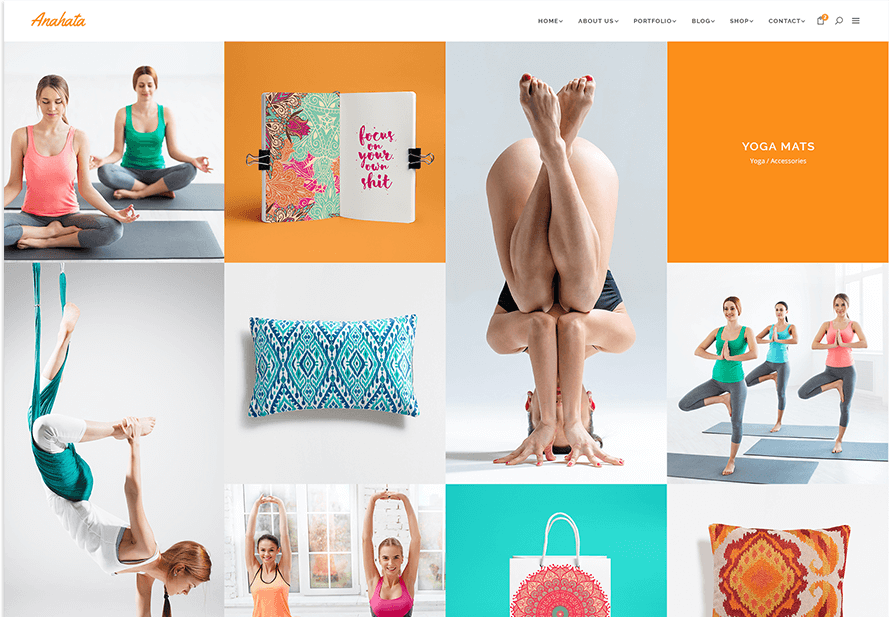 Anahata
HOME
ABOUT US
PORTFOLIO
BLOG
SHOP
CONTACT
focus
on
your
own
shit
YOGA MATS
Yoga / Accessories